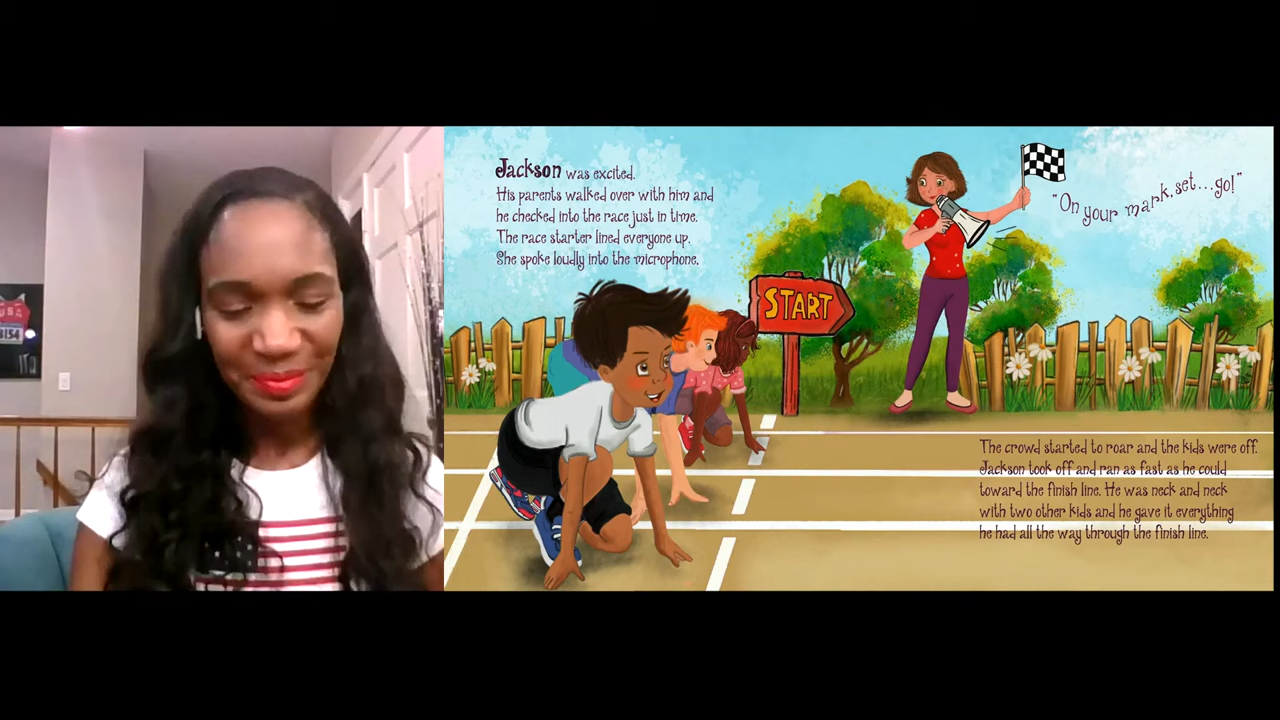 USA
8154
Jackson was excited.
His parents walked over with him and
he checked into the race just in time.
The race starter lined everyone up.
She spoke loudly into the microphone.
"On your mark, set...go!"
START
The crowd started to roar and the kids were off.
Jackson took off and ran as fast as he could
toward the finish line. He was neck and neck
with two other kids and he gave it everything
he had all the way through the finish line.